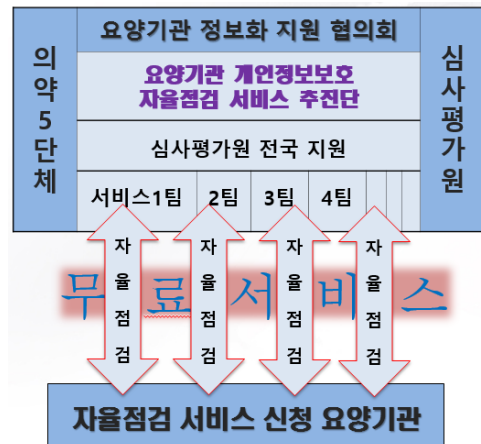 요양기관 정보화 지원 협의회
의약5단체
요양기관 개인정보보호
자율점검 서비스 추진단
심사평가원
심사평가원 전국 지원
서비스1팀 2팀 3팀 4팀
자율점검 자율점검 자율점검 자율점검
무료서비스
자율점검 서비스 신청 요양기관